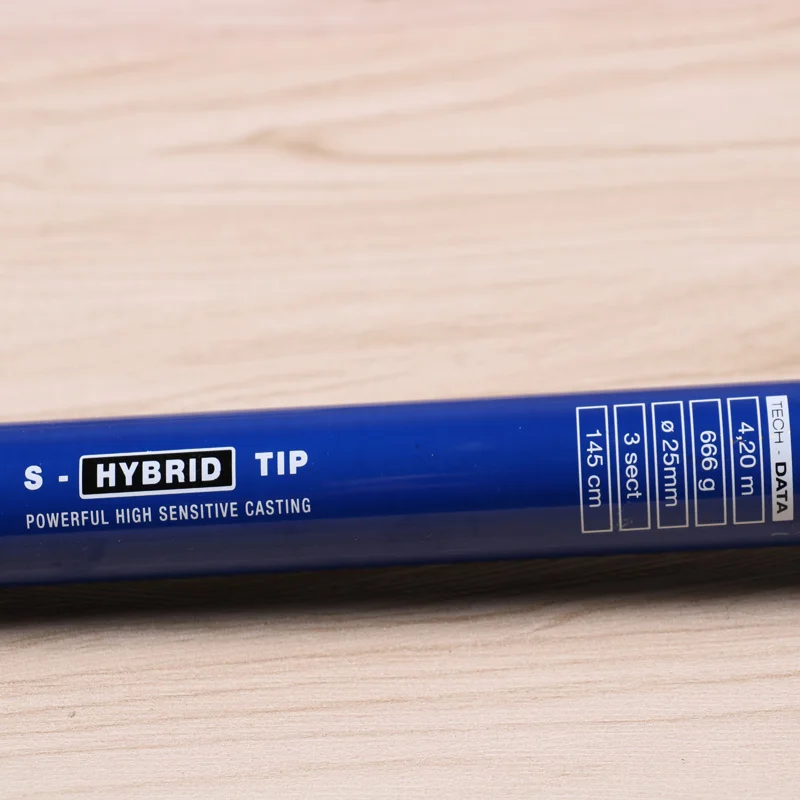 S - HYBRID TIP
POWERFUL HIGH SENSITIVE CASTING
TECH - DATA
4,20 m
666 g
ø 25mm
3 sect
145 cm